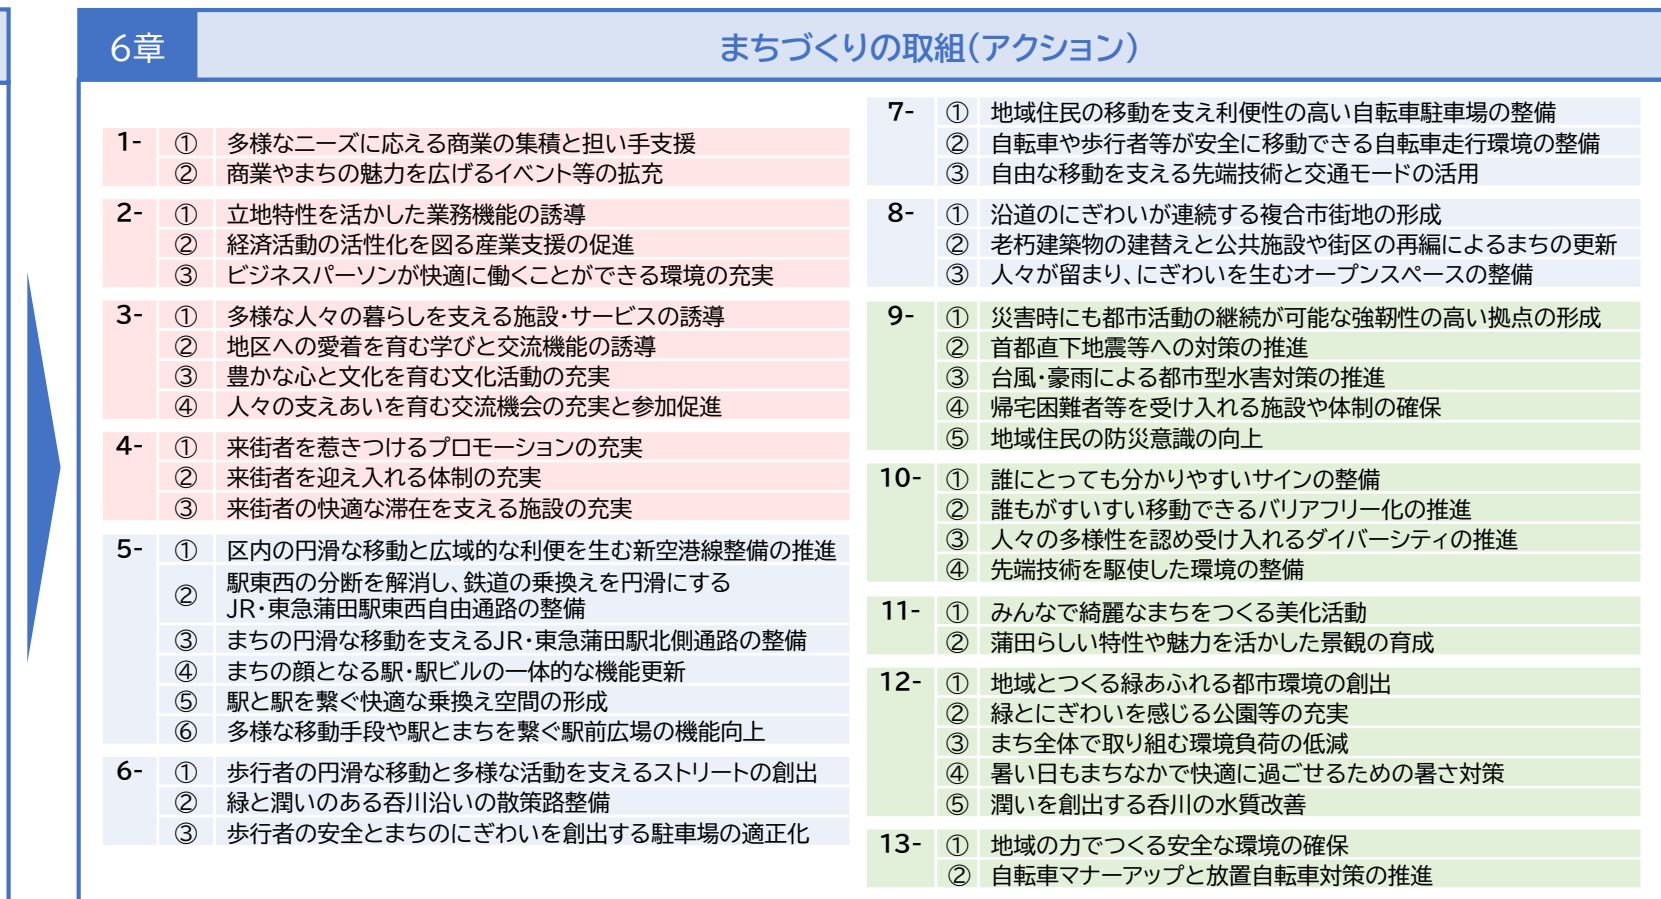 6章
まちづくりの取組(アクション)
1- ① 多様なニーズに応える商業の集積と担い手支援
② 商業やまちの魅力を広げるイベント等の拡充
2- ① 立地特性を活かした業務機能の誘導
② 経済活動の活性化を図る産業支援の促進
③ ビジネスパーソンが快適に働くことができる環境の充実
3- ① 多様な人々の暮らしを支える施設・サービスの誘導
② 地区への愛着を育む学びと交流機能の誘導
③ 豊かな心と文化を育む文化活動の充実
④ 人々の支えあいを育む交流機会の充実と参加促進
4- ① 来街者を惹きつけるプロモーションの充実
② 来街者を迎え入れる体制の充実
③ 来街者の快適な滞在を支える施設の充実
5- ① 区内の円滑な移動と広域的な利便を生む新空港線整備の推進
② 駅東西の分断を解消し、鉄道の乗換えを円滑にする
JR・東急蒲田駅東西自由通路の整備
③ まちの円滑な移動を支えるJR・東急蒲田駅北側通路の整備
④ まちの顔となる駅・駅ビルの一体的な機能更新
⑤ 駅と駅を繋ぐ快適な乗換え空間の形成
⑥ 多様な移動手段や駅とまちを繋ぐ駅前広場の機能向上
6- ① 歩行者の円滑な移動と多様な活動を支えるストリートの創出
② 緑と潤いのある呑川沿いの散策路整備
③ 歩行者の安全とまちのにぎわいを創出する駐車場の適正化
7- ① 地域住民の移動を支え利便性の高い自転車駐車場の整備
② 自転車や歩行者等が安全に移動できる自転車走行環境の整備
③ 自由な移動を支える先端技術と交通モードの活用
8- ① 沿道のにぎわいが連続する複合市街地の形成
② 老朽建築物の建替えと公共施設や街区の再編によるまちの更新
③ 人々が留まり、にぎわいを生むオープンスペースの整備
9- ① 災害時にも都市活動の継続が可能な強靭性の高い拠点の形成
② 首都直下地震等への対策の推進
③ 台風・豪雨による都市型水害対策の推進
④ 帰宅困難者等を受け入れる施設や体制の確保
⑤ 地域住民の防災意識の向上
10- ① 誰にとっても分かりやすいサインの整備
② 誰もがすいすい移動できるバリアフリー化の推進
③ 人々の多様性を認め受け入れるダイバーシティの推進
④ 先端技術を駆使した環境の整備
11- ① みんなで綺麗なまちをつくる美化活動
② 蒲田らしい特性や魅力を活かした景観の育成
12- ① 地域とつくる緑あふれる都市環境の創出
② 緑とにぎわいを感じる公園等の充実
③ まち全体で取り組む環境負荷の低減
④ 暑い日もまちなかで快適に過ごせるための暑さ対策
⑤ 潤いを創出する呑川の水質改善
13- ① 地域の力でつくる安全な環境の確保
② 自転車マナーアップと放置自転車対策の推進